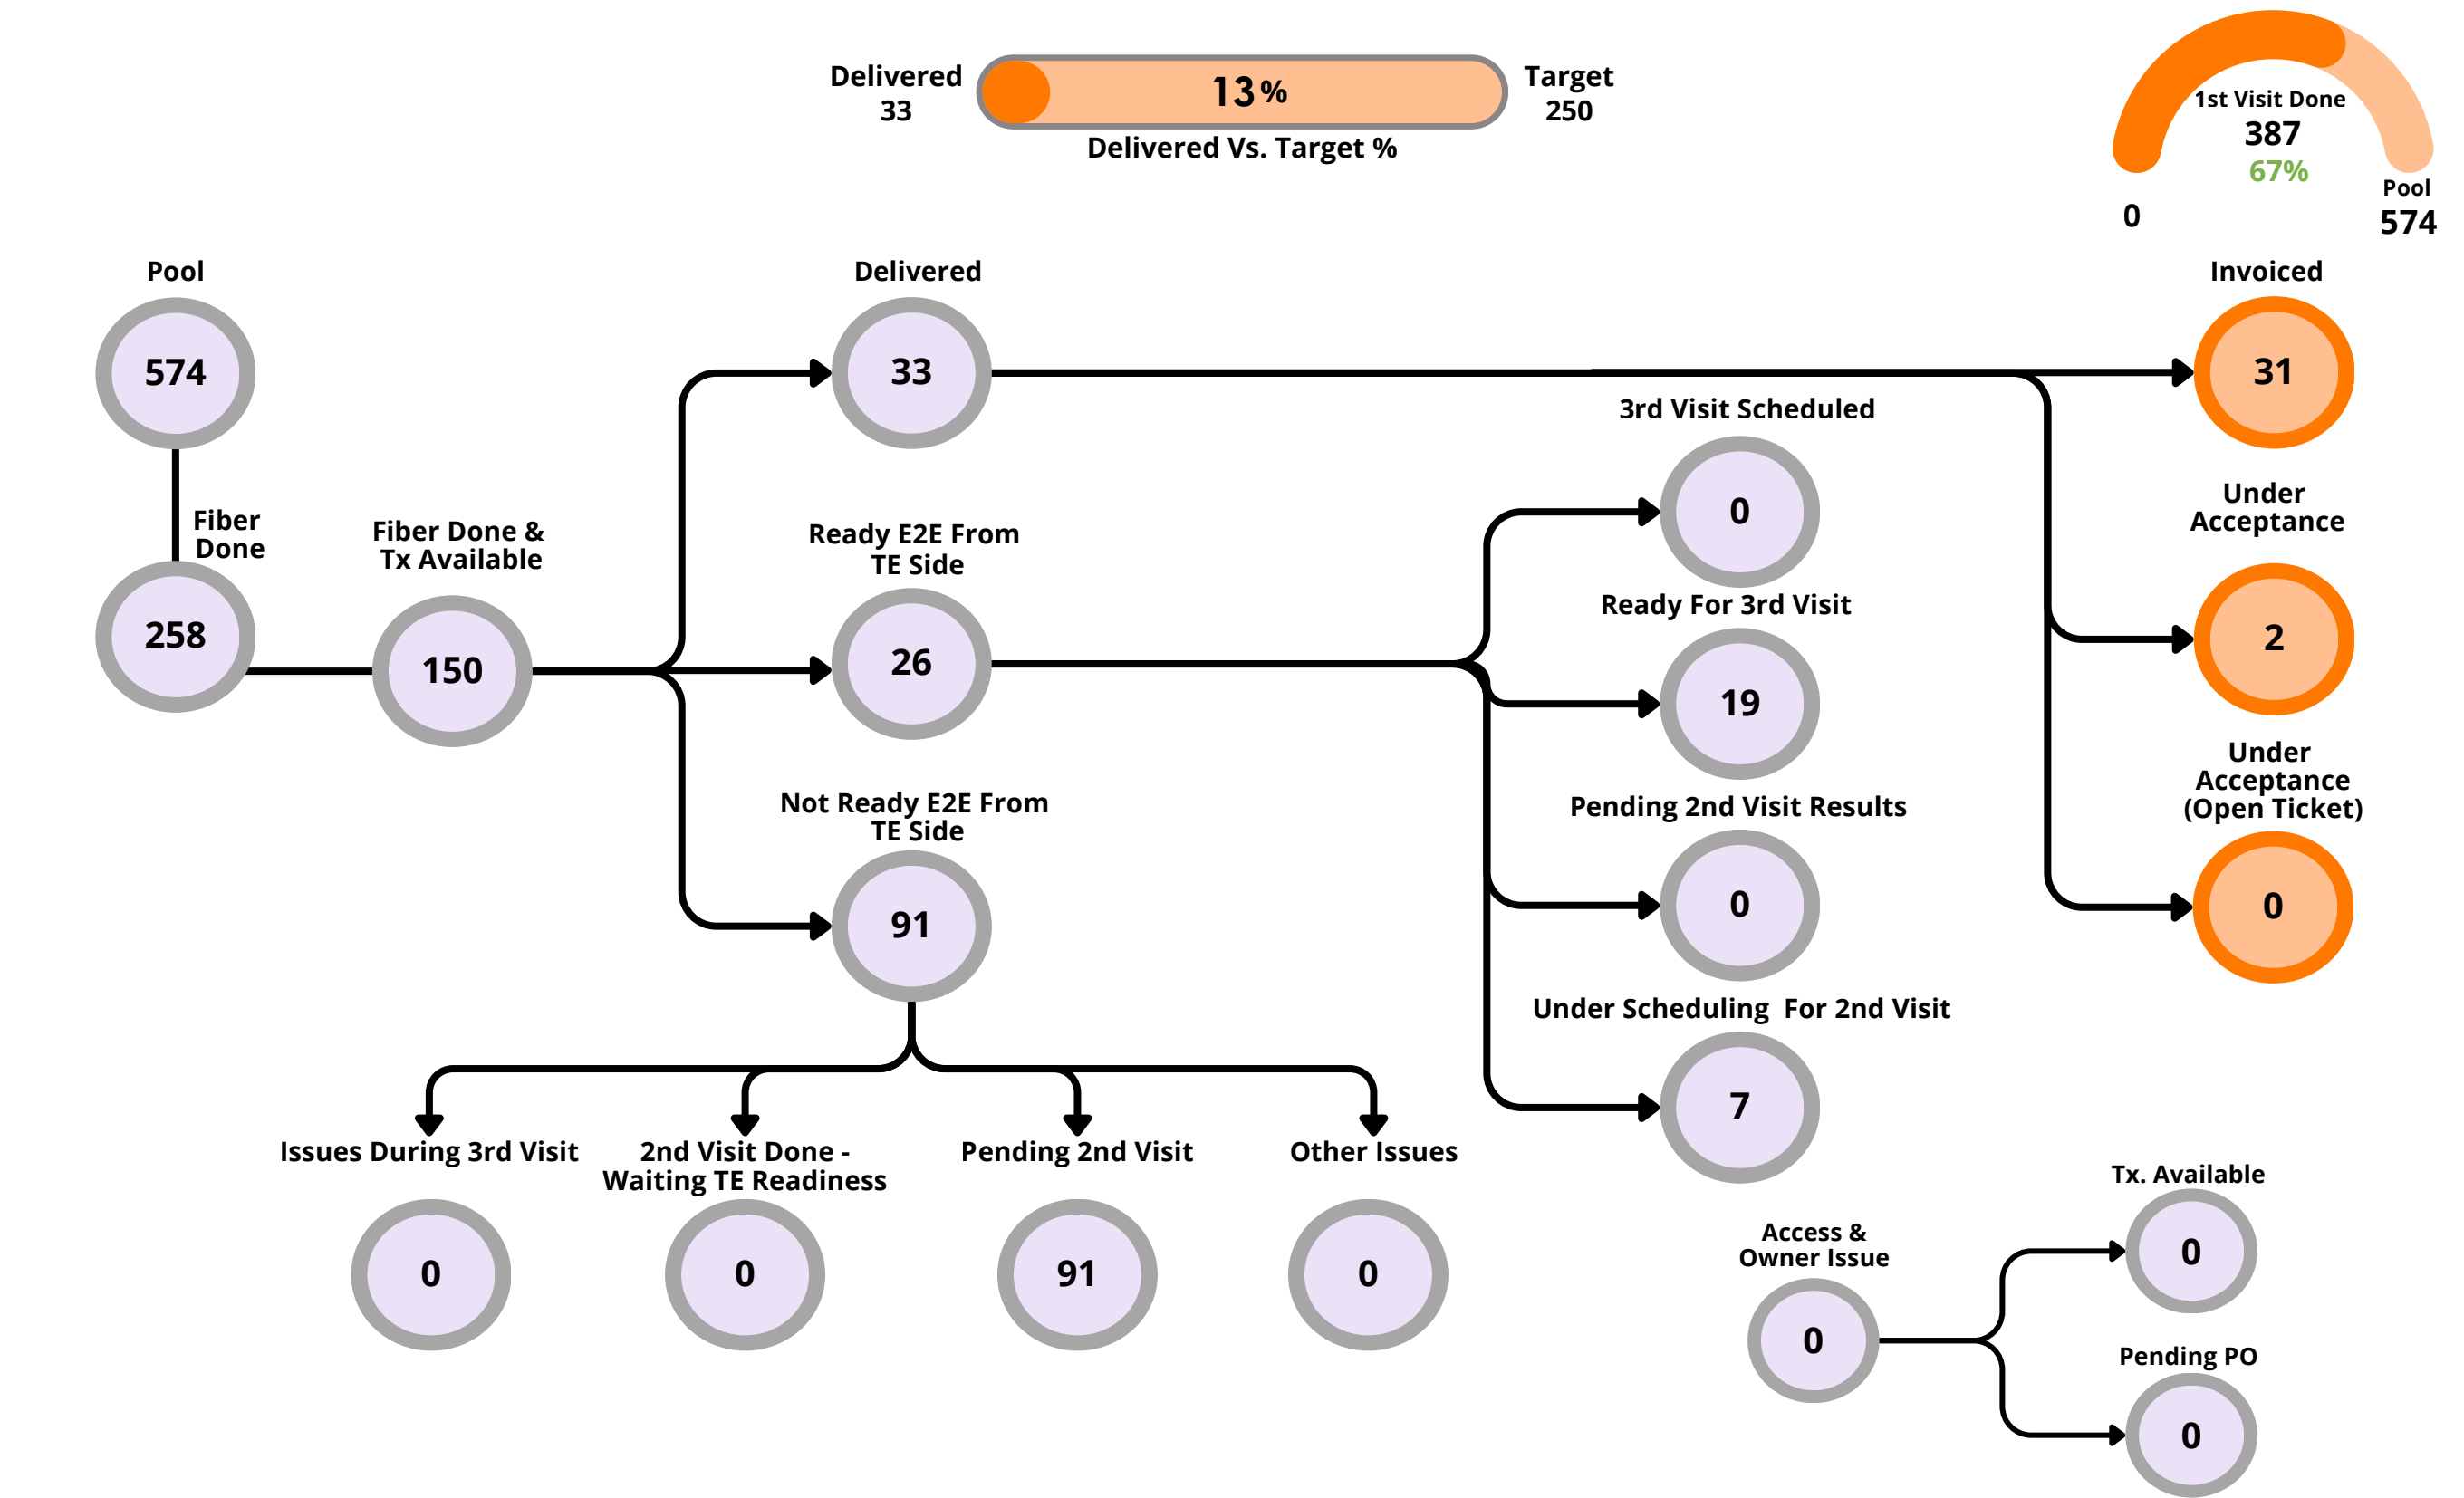 Delivered
33
13%
Target
250
Delivered Vs. Target %
1st Visit Done
387
67%
0
Pool
574
Pool
574
Delivered
33
Invoiced
31
3rd Visit Scheduled
0
Fiber
Done
258
Fiber Done &
Tx Available
150
Ready E2E From
TE Side
26
Under
Acceptance
2
Ready For 3rd Visit
19
Not Ready E2E From
TE Side
91
Pending 2nd Visit Results
0
Under
Acceptance
(Open Ticket)
0
Under Scheduling  For 2nd Visit
7
Issues During 3rd Visit
0
2nd Visit Done -
Waiting TE Readiness
0
Pending 2nd Visit
91
Other Issues
0
Access &
Owner Issue
0
Tx. Available
0
Pending PO
0